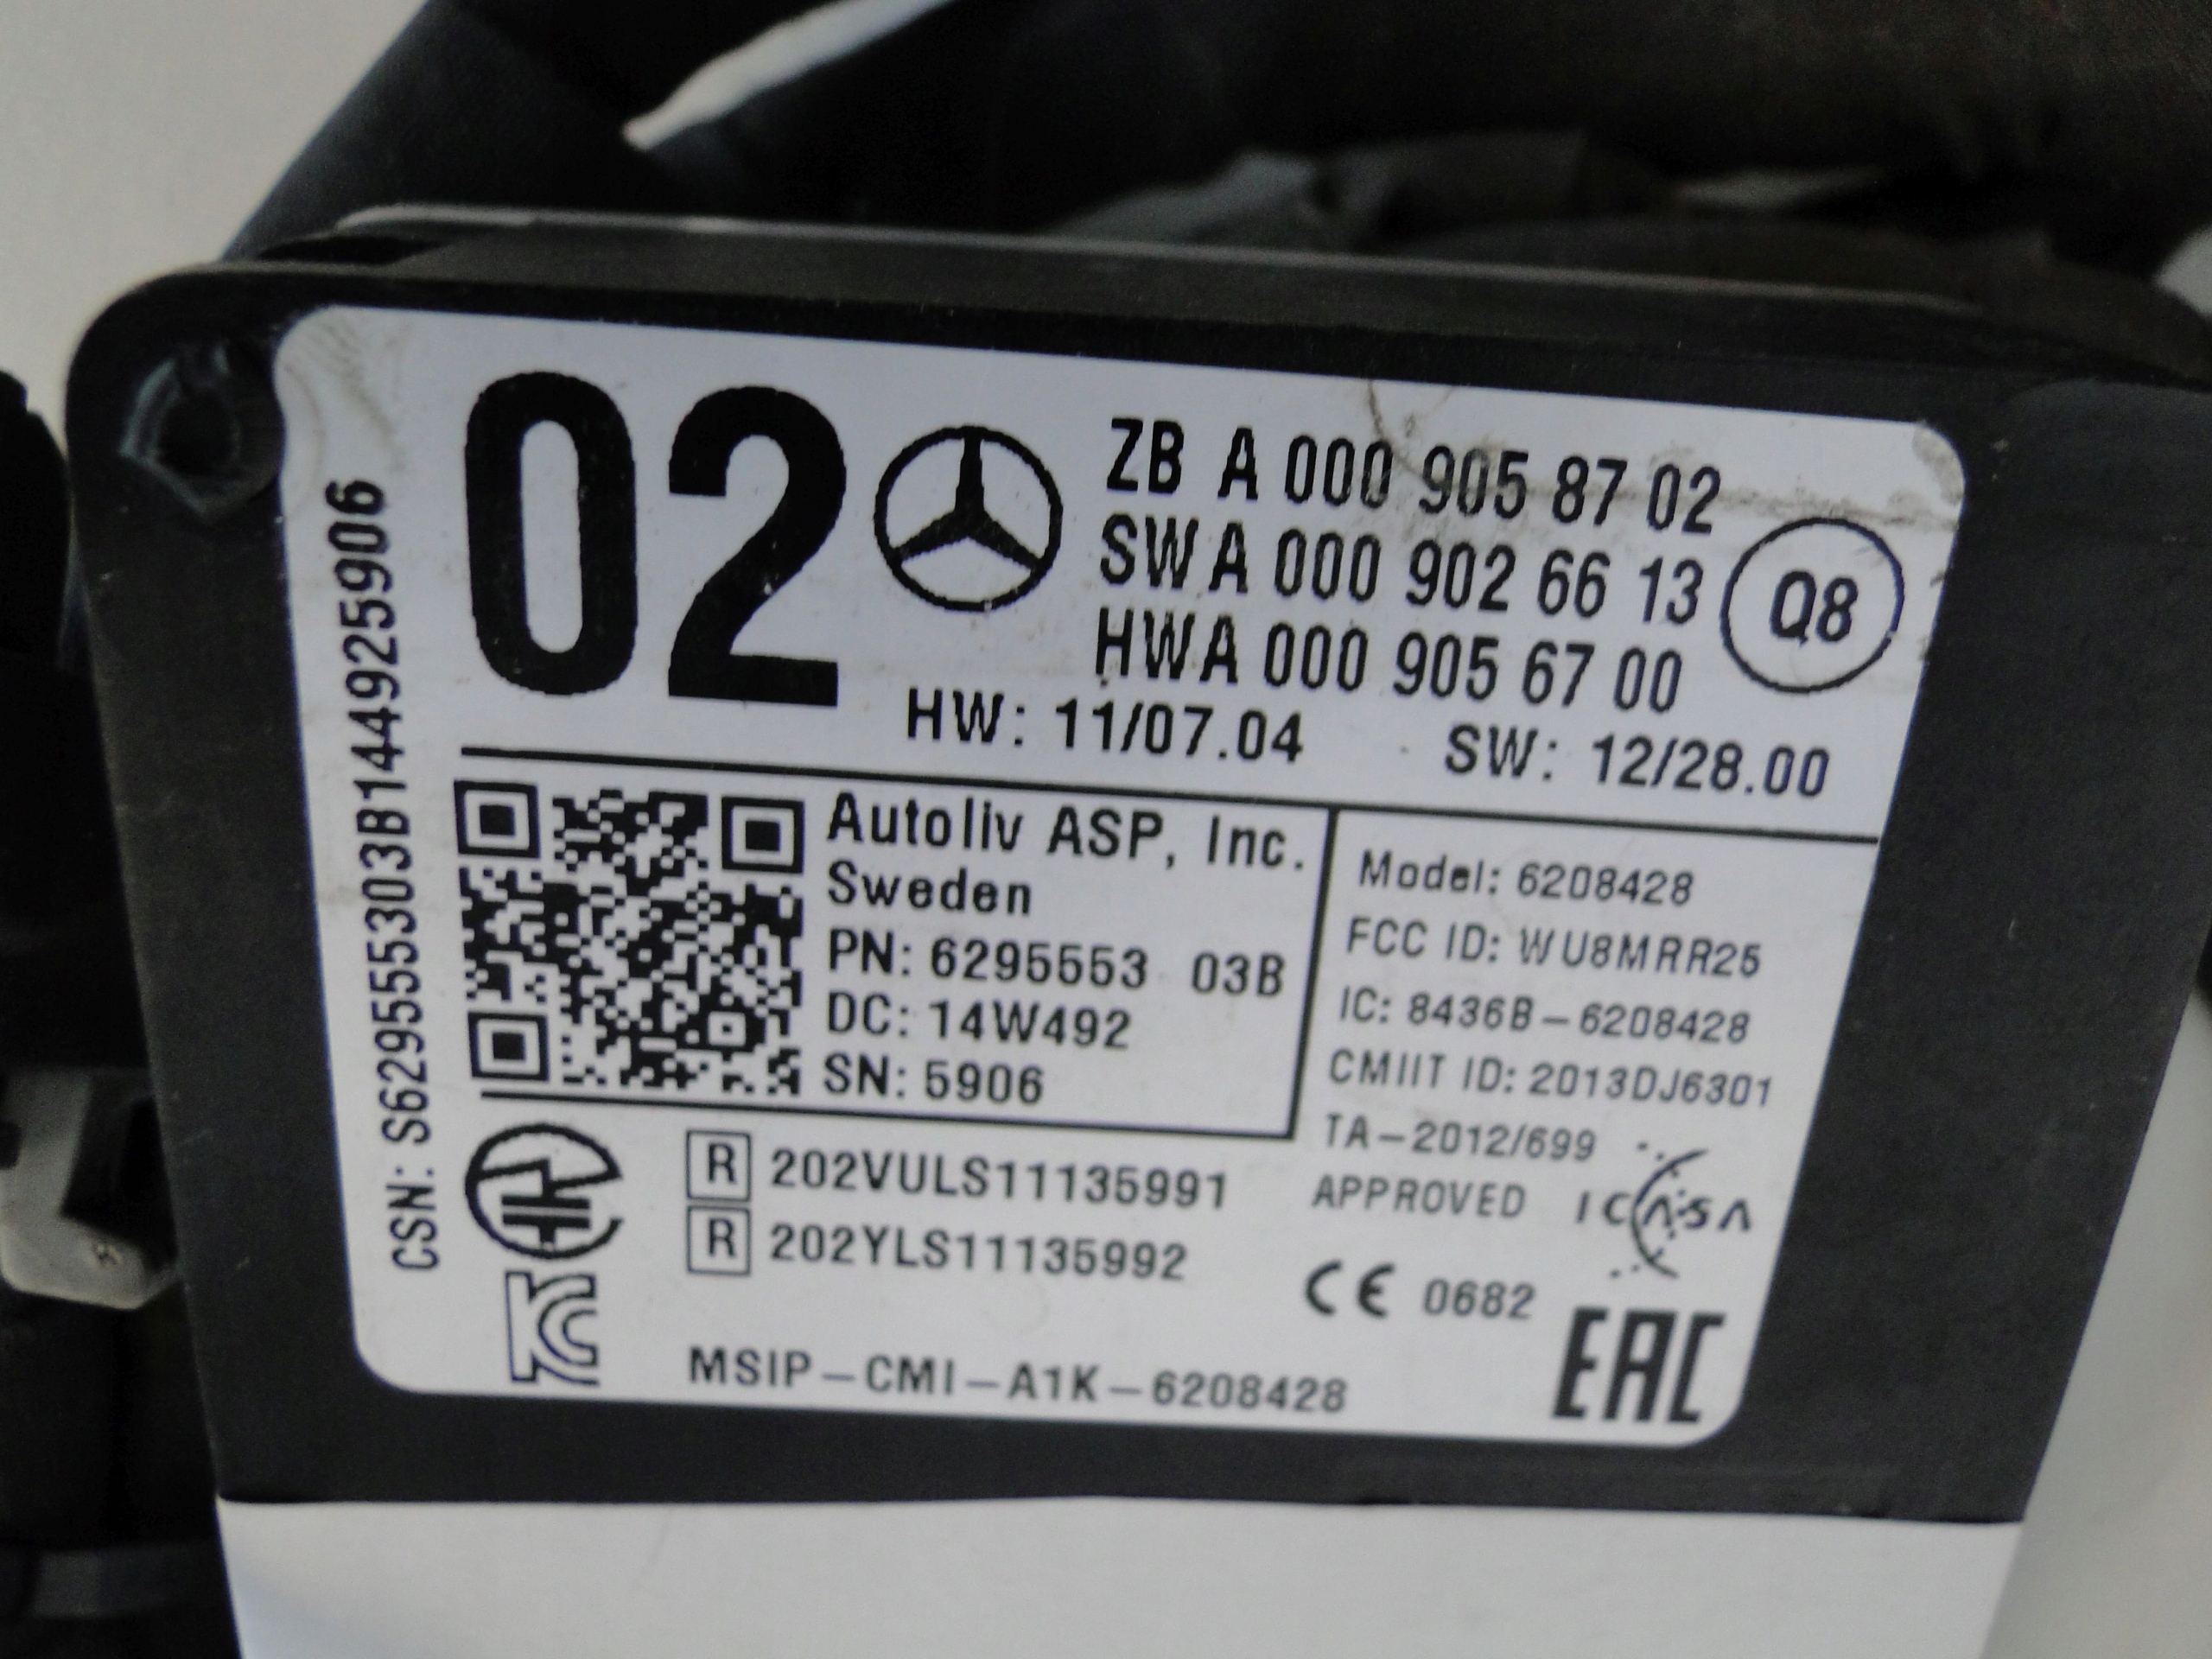 02
ZB A 000 905 87 02
SW A 000 902 66 13
HW A 000 905 67 00
Q8
HW: 11/07.04 SW: 12/28.00
CSN: S629555303B144925906
Autoliv ASP, Inc.
Sweden
PN: 6295553 03B
DC: 14W492
SN: 5906
Model: 6208428
FCC ID: WU8MRR25
IC: 8436B-6208428
CMIIT ID: 2013DJ6301
TA-2012/699
APPROVED ICASA
R 202VULS11135991
R 202YLS11135992
CE 0682
EAC
MSIP-CMI-A1K-6208428